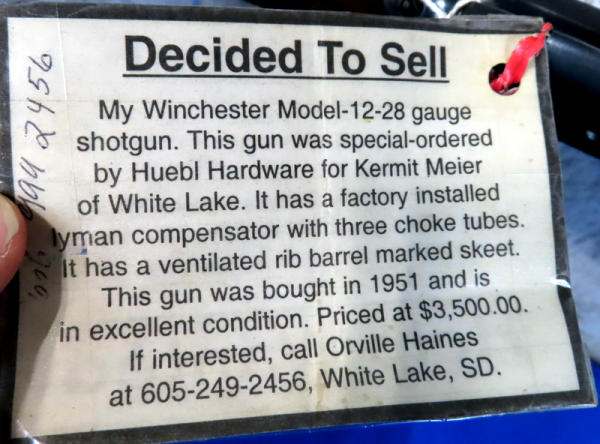 Decided To Sell
My Winchester Model-12-28 gauge
shotgun. This gun was special-ordered
by Huebl Hardware for Kermit Meier
of White Lake. It has a factory installed
lyman compensator with three choke tubes.
It has a ventilated rib barrel marked skeet.
This gun was bought in 1951 and is
in excellent condition. Priced at $3,500.00.
If interested, call Orville Haines
at 605-249-2456, White Lake, SD.
2456